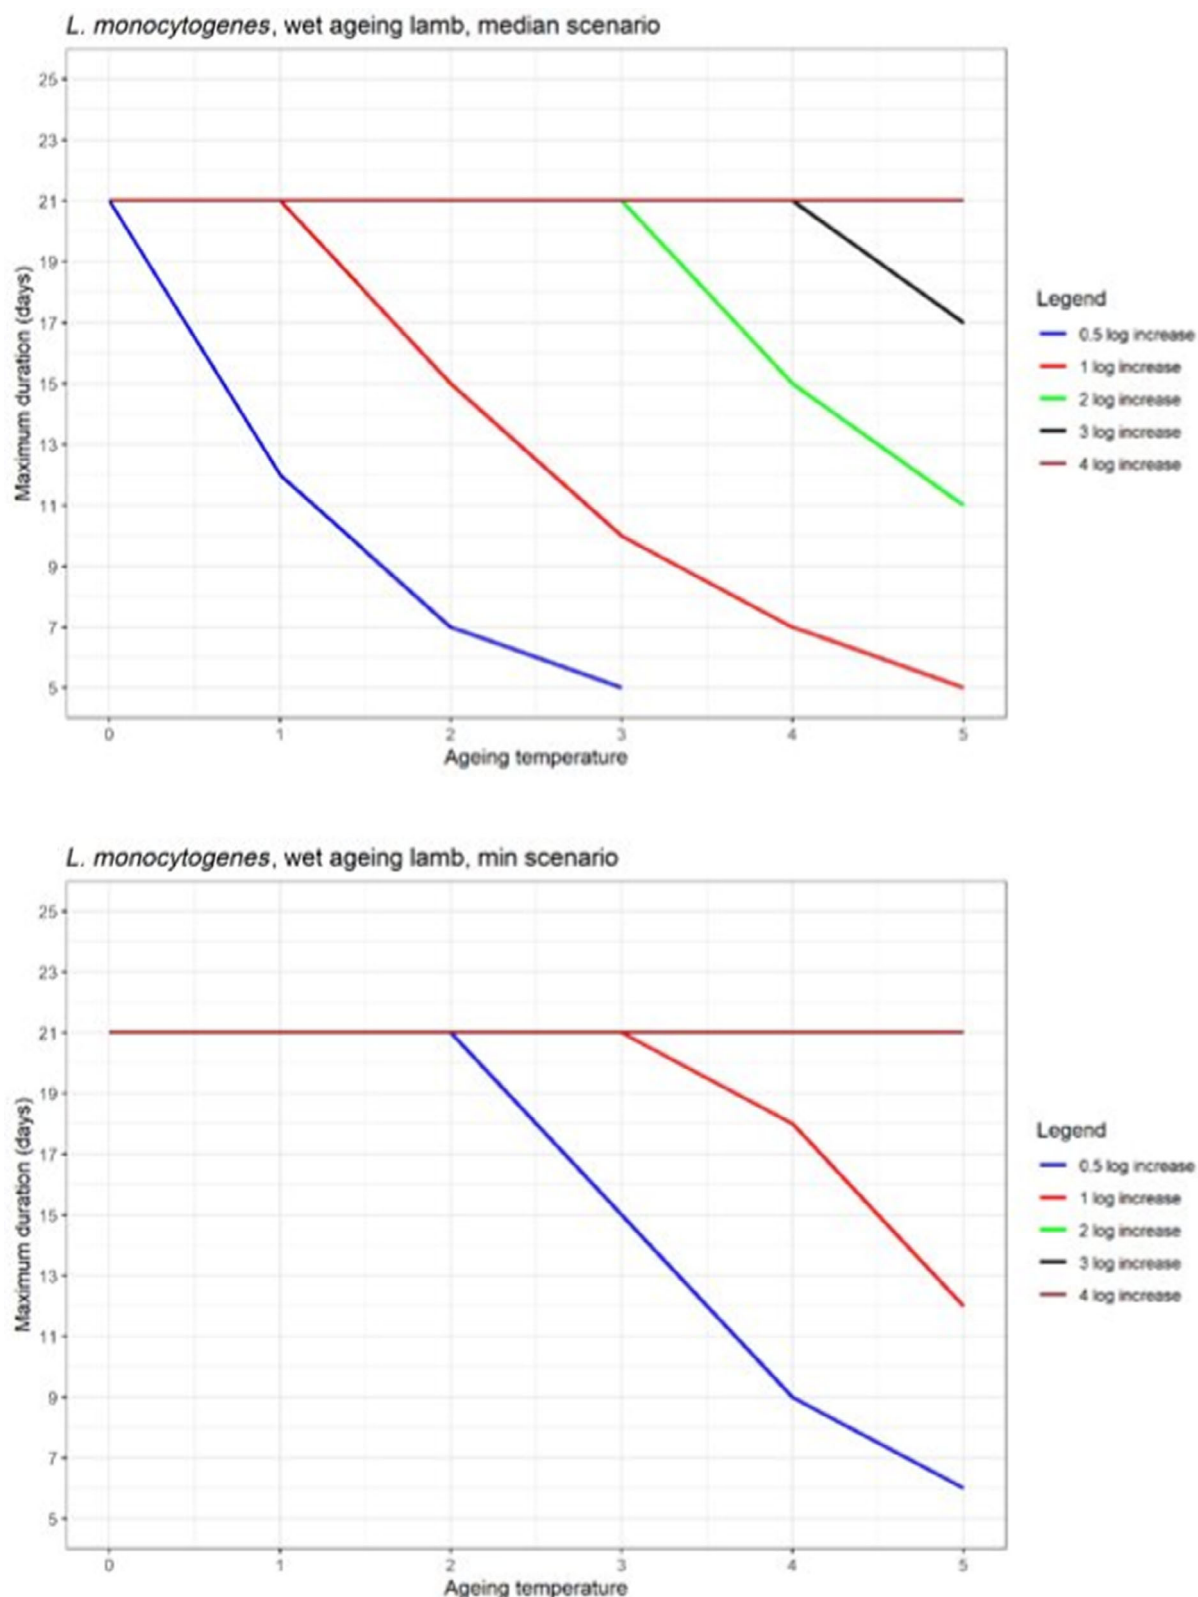 L. monocytogenes, wet ageing lamb, median scenario
25
23
21
19
17
15
13
11
9
7
5
Maximum duration (days)
0 1 2 3 4 5
Ageing temperature
Legend
0.5 log increase
1 log increase
2 log increase
3 log increase
4 log increase
L. monocytogenes, wet ageing lamb, min scenario
25
23
21
19
17
15
13
11
9
7
5
Maximum duration (days)
0 1 2 3 4 5
Ageing temperature
Legend
0.5 log increase
1 log increase
2 log increase
3 log increase
4 log increase